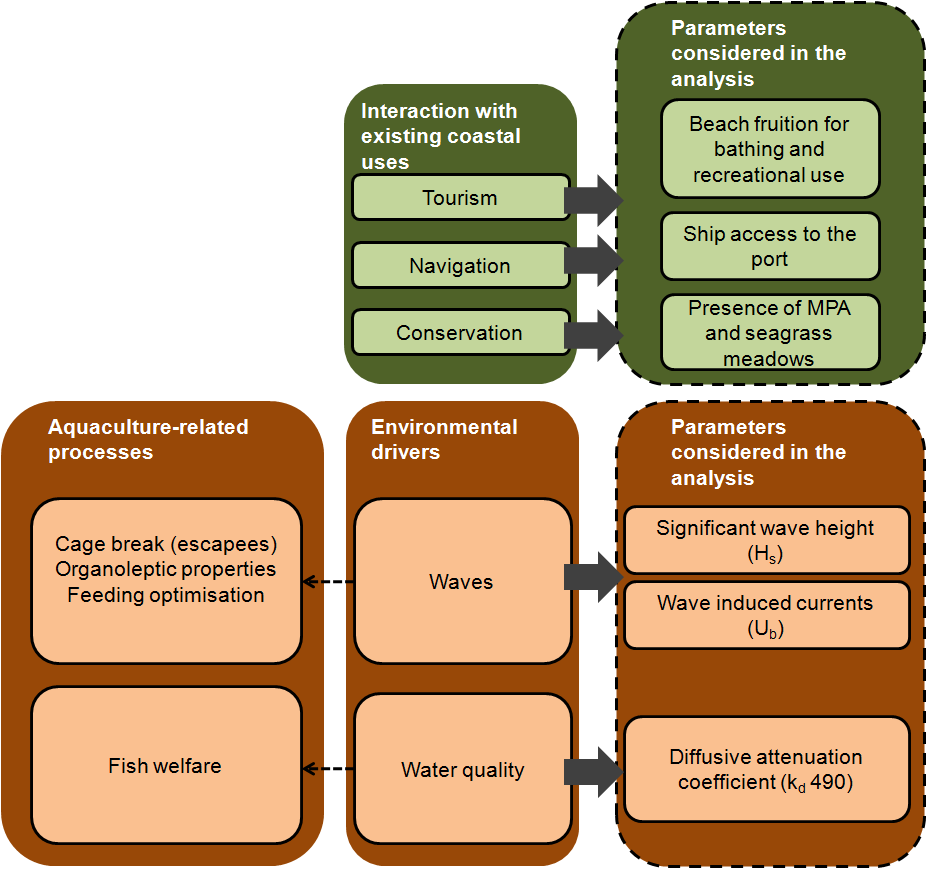 Parameters
considered in the
analysis
Interaction with
existing coastal
uses
Beach fruition for
bathing and
recreational use
Tourism
Ship access to the
port
Navigation
Presence of MPA
and seagrass
meadows
Conservation
Aquaculture-related
processes
Environmental
drivers
Parameters
considered in the
analysis
Cage break (escapees)
Organoleptic properties
Feeding optimisation
Waves
Significant wave height
(Hs)
Wave induced currents
(Ub)
Fish welfare
Water quality
Diffusive attenuation
coefficient (kd 490)